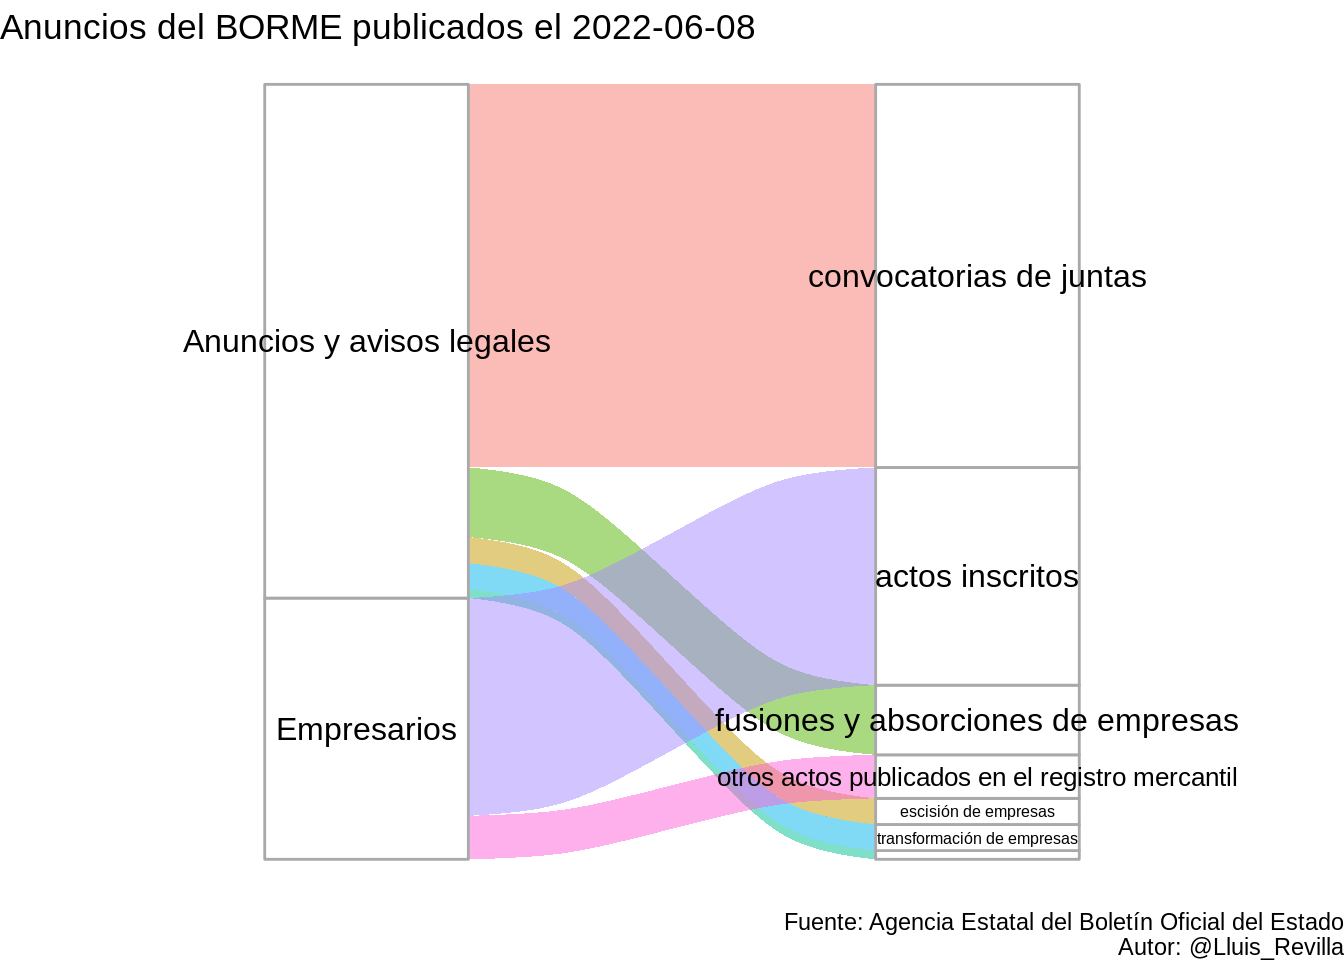 Anuncios del BORME publicados el 2022-06-08
convocatorias de juntas
Anuncios y avisos legales
actos inscritos
fusiones y absorciones de empresas
Empresarios
otros actos publicados en el registro mercantil
escisión de empresas
transformación de empresas
Fuente: Agencia Estatal del Boletín Oficial del Estado
Autor: @Lluis_Revilla